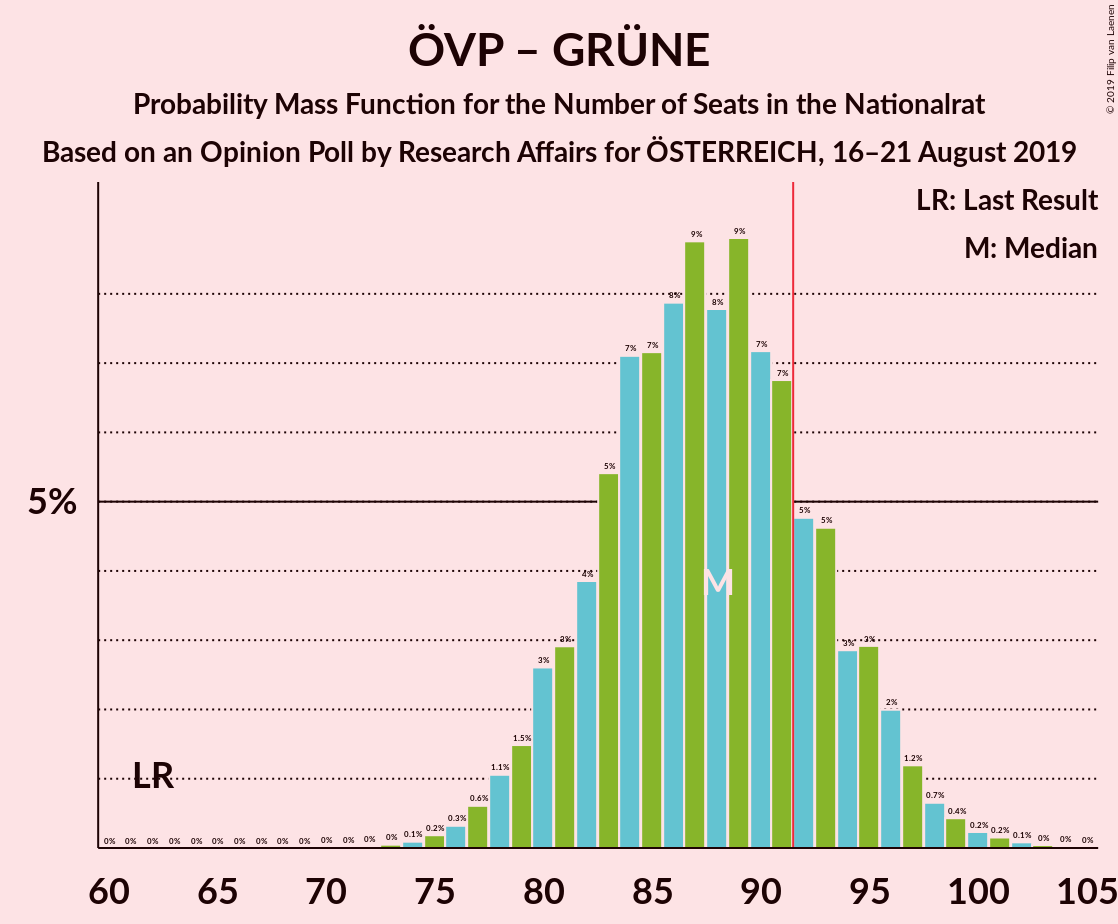 ÖVP – GRÜNE
Probability Mass Function for the Number of Seats in the Nationalrat
Based on an Opinion Poll by Research Affairs for ÖSTERREICH, 16–21 August 2019
© 2019 Filip van Laenen
LR: Last Result
M: Median
5%
LR
M
0% 0% 0% 0% 0% 0% 0% 0% 0% 0% 0% 0% 0% 0% 0.1% 0.2% 0.3% 0.6% 1.1% 1.5% 3% 3% 4% 5% 7% 7% 8% 9% 8% 9% 7% 7% 5% 5% 3% 3% 2% 1.2% 0.7% 0.4% 0.2% 0.2% 0.1% 0% 0% 0%
60 65 70 75 80 85 90 95 100 105